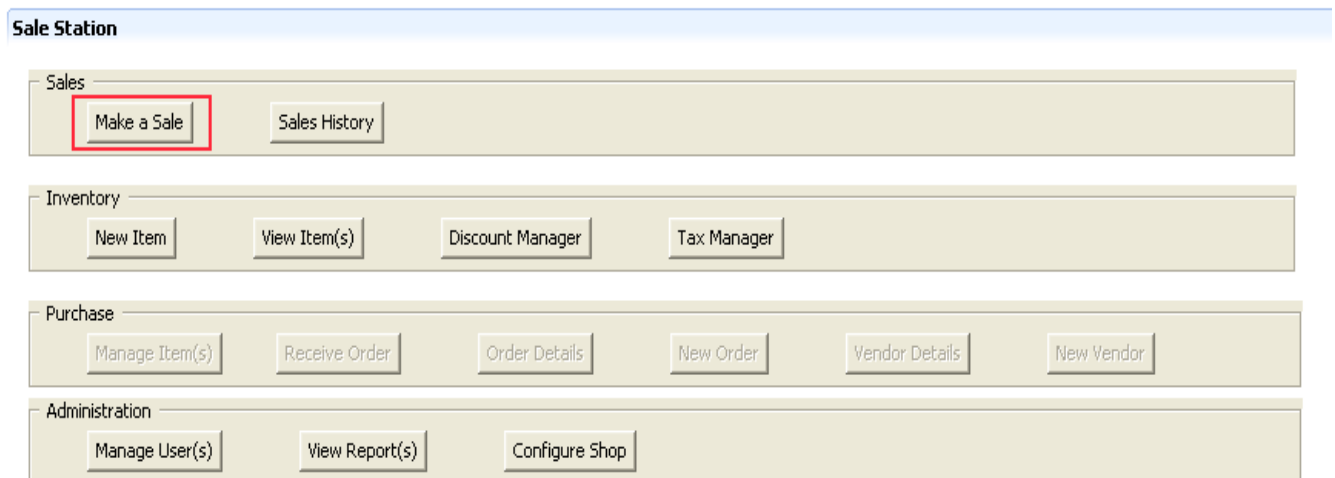 Sale Station
Sales
Make a Sale Sales History
Inventory
New Item View Item(s) Discount Manager Tax Manager
Purchase
Manage Item(s) Receive Order Order Details New Order Vendor Details New Vendor
Administration
Manage User(s) View Report(s) Configure Shop